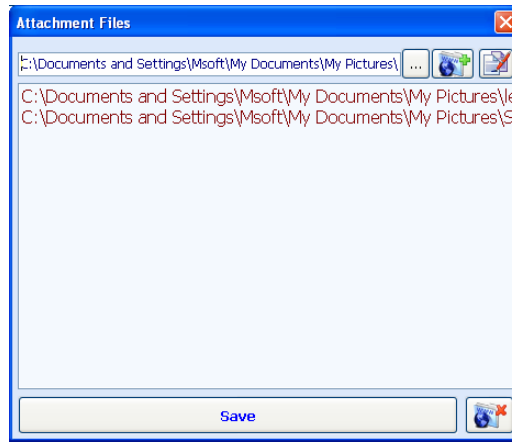 Attachment Files
C:\Documents and Settings\Msoft\My Documents\My Pictures\
...
C:\Documents and Settings\Msoft\My Documents\My Pictures\le
C:\Documents and Settings\Msoft\My Documents\My Pictures\S
Save